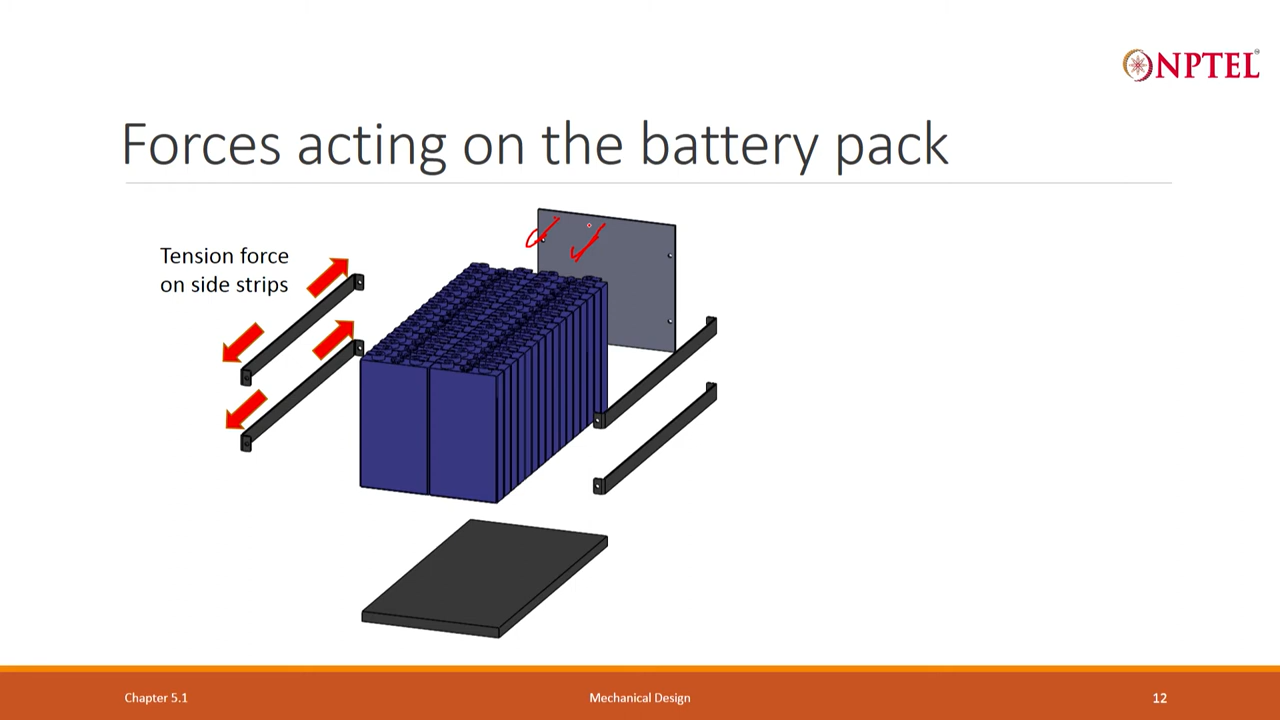 NPTEL
Forces acting on the battery pack
Tension force
on side strips
Chapter 5.1
Mechanical Design
12